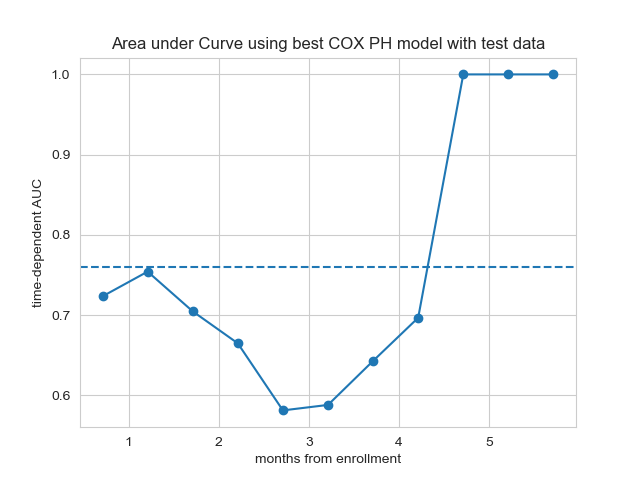 Area under Curve using best COX PH model with test data
time-dependent AUC
1.0
0.9
0.8
0.7
0.6
1 2 3 4 5
months from enrollment